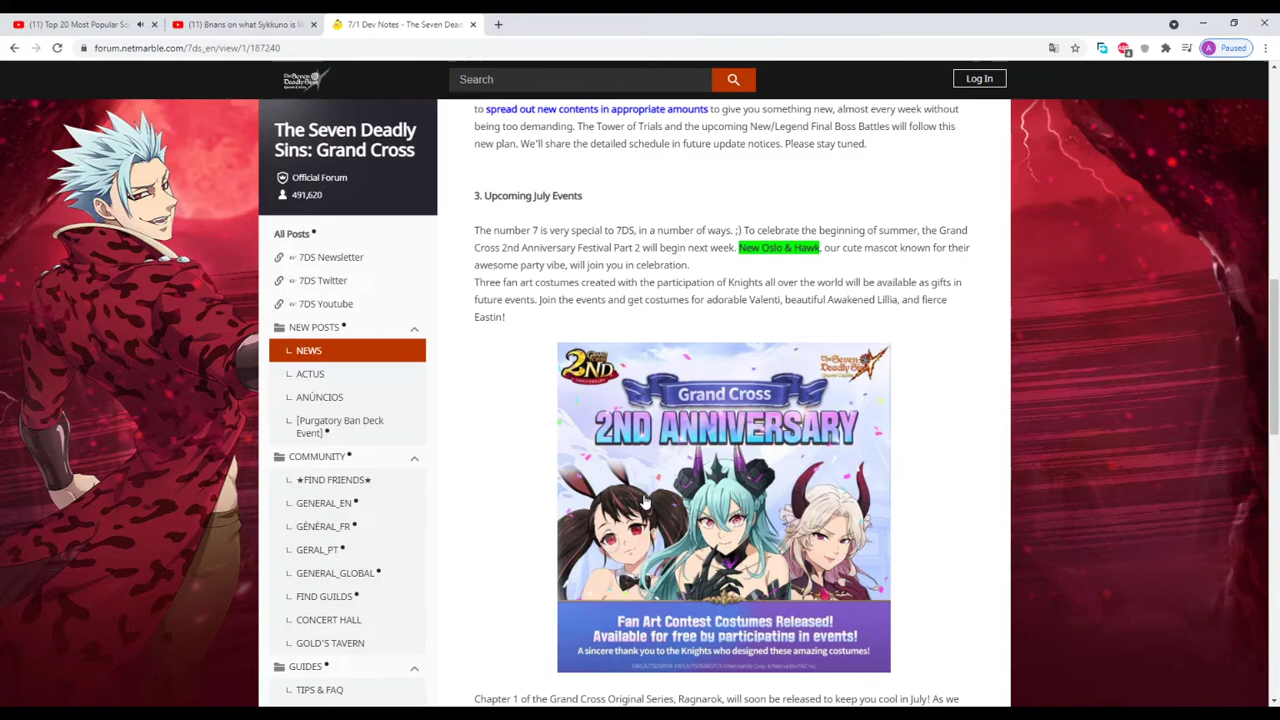 (11) Top 20 Most Popular So
(11) Bnans on what Sykkuno is li
7/1 Dev Notes - The Seven Dead
forum.netmarble.com/7ds_en/view/1/187240
A
Paused
Search
Log In
The Seven Deadly
Sins: Grand Cross
Official Forum
491,620
All Posts
7DS Newsletter
7DS Twitter
7DS Youtube
NEW POSTS
NEWS
ACTUS
ANÚNCIOS
[Purgatory Ban Deck
Event]
COMMUNITY
★FIND FRIENDS★
GENERAL_EN
GÉNÉRAL_FR
GERAL_PT
GENERAL_GLOBAL
FIND GUILDS
CONCERT HALL
GOLD'S TAVERN
GUIDES
TIPS & FAQ
to spread out new contents in appropriate amounts to give you something new, almost every week without
being too demanding. The Tower of Trials and the upcoming New/Legend Final Boss Battles will follow this
new plan. We'll share the detailed schedule in future update notices. Please stay tuned.
3. Upcoming July Events
The number 7 is very special to 7DS, in a number of ways. ;) To celebrate the beginning of summer, the Grand
Cross 2nd Anniversary Festival Part 2 will begin next week. New Oslo & Hawk, our cute mascot known for their
awesome party vibe, will join you in celebration.
Three fan art costumes created with the participation of Knights all over the world will be available as gifts in
future events. Join the events and get costumes for adorable Valenti, beautiful Awakened Lillia, and fierce
Eastin!
GRAND CROSS
2ND
ANNIVERSARY
The Seven
Deadly Sins
Grand Cross
2ND ANNIVERSARY
Fan Art Contest Costumes Released!
Available for free by participating in events!
A sincere thank you to the Knights who designed these amazing costumes!
Chapter 1 of the Grand Cross Original Series, Ragnarok, will soon be released to keep you cool in July! As we